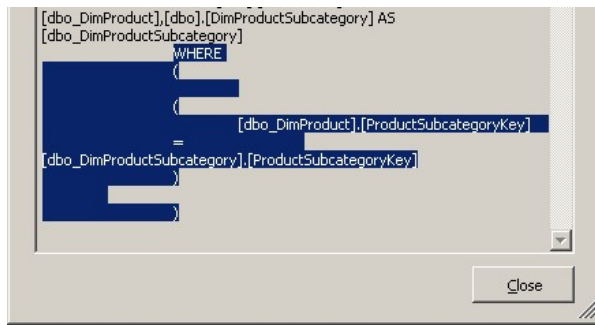 [dbo_DimProduct],[dbo].[DimProductSubcategory] AS
[dbo_DimProductSubcategory]
WHERE
(
(
[dbo_DimProduct].[ProductSubcategoryKey]
=
[dbo_DimProductSubcategory].[ProductSubcategoryKey]
)
)
Close